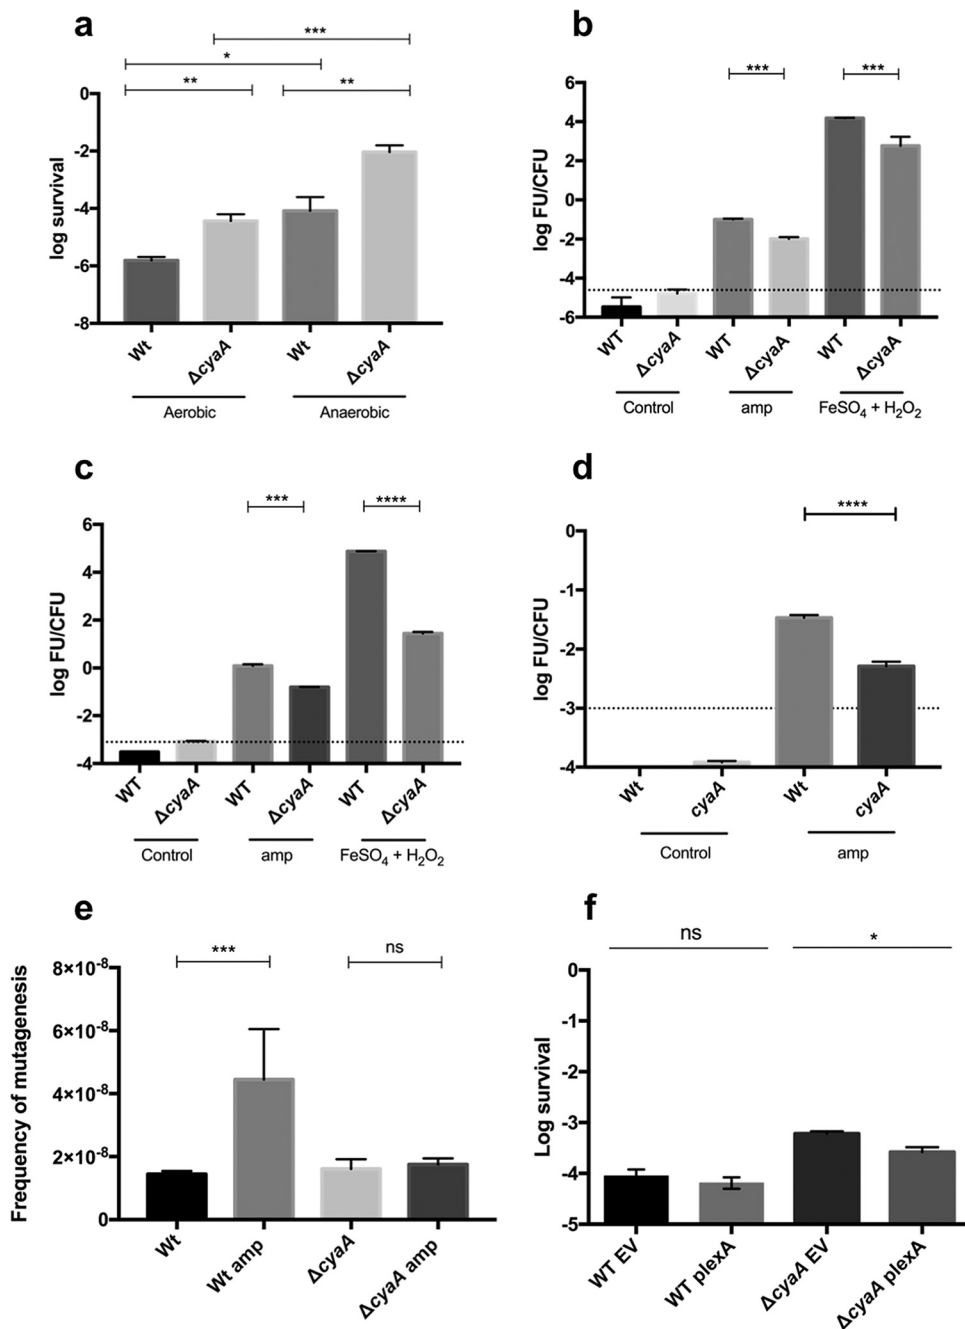 a
***
*
**
**
log survival
0
-2
-4
-6
-8
Wt
ΔcyaA
Wt
ΔcyaA
Aerobic
Anaerobic
b
***
***
log FU/CFU
6
4
2
0
-2
-4
-6
WT
ΔcyaA
WT
ΔcyaA
WT
ΔcyaA
Control
amp
FeSO4 + H2O2
c
***
****
log FU/CFU
6
4
2
0
-2
-4
WT
ΔcyaA
WT
ΔcyaA
WT
ΔcyaA
Control
amp
FeSO4 + H2O2
d
****
log FU/CFU
0
-1
-2
-3
-4
Wt
cyaA
Wt
cyaA
Control
amp
e
***
ns
Frequency of mutagenesis
8×10-8
6×10-8
4×10-8
2×10-8
0
Wt
Wt amp
ΔcyaA
ΔcyaA amp
f
ns
*
Log survival
0
-1
-2
-3
-4
-5
WT EV
WT plexA
ΔcyaA EV
ΔcyaA plexA